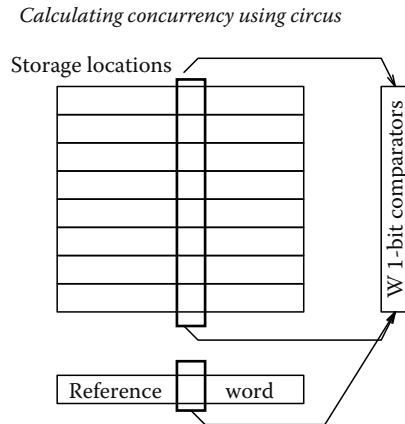 Calculating concurrency using circus
Storage locations
W 1-bit comparators
Reference word